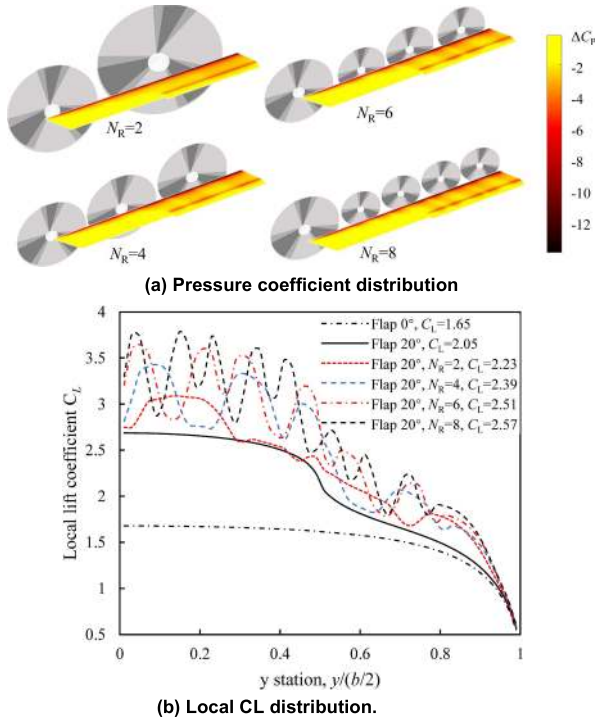 ΔCₚ
-2
-4
-6
-8
-10
-12
N_R=2
N_R=6
N_R=4
N_R=8
(a) Pressure coefficient distribution
4
3.5
3
2.5
2
1.5
1
0.5
Local lift coefficient C_L
Flap 0°, C_L=1.65
Flap 20°, C_L=2.05
Flap 20°, N_R=2, C_L=2.23
Flap 20°, N_R=4, C_L=2.39
Flap 20°, N_R=6, C_L=2.51
Flap 20°, N_R=8, C_L=2.57
0
0.2
0.4
0.6
0.8
1
y station, y/(b/2)
(b) Local CL distribution.